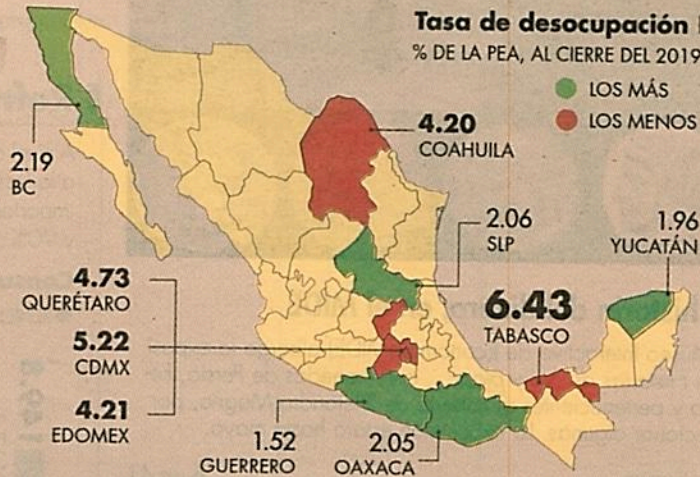 Tasa de desocupación
% DE LA PEA, AL CIERRE DEL 2019
LOS MÁS
LOS MENOS
4.20
COAHUILA
2.19
BC
2.06
SLP
1.96
YUCATÁN
4.73
QUERÉTARO
6.43
TABASCO
5.22
CDMX
4.21
EDOMEX
1.52
GUERRERO
2.05
OAXACA